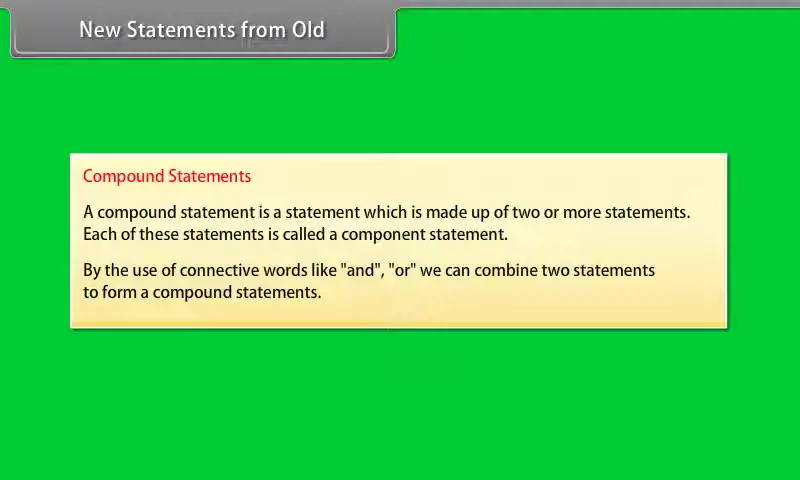 New Statements from Old
Compound Statements
A compound statement is a statement which is made up of two or more statements.
Each of these statements is called a component statement.
By the use of connective words like "and", "or" we can combine two statements
to form a compound statements.